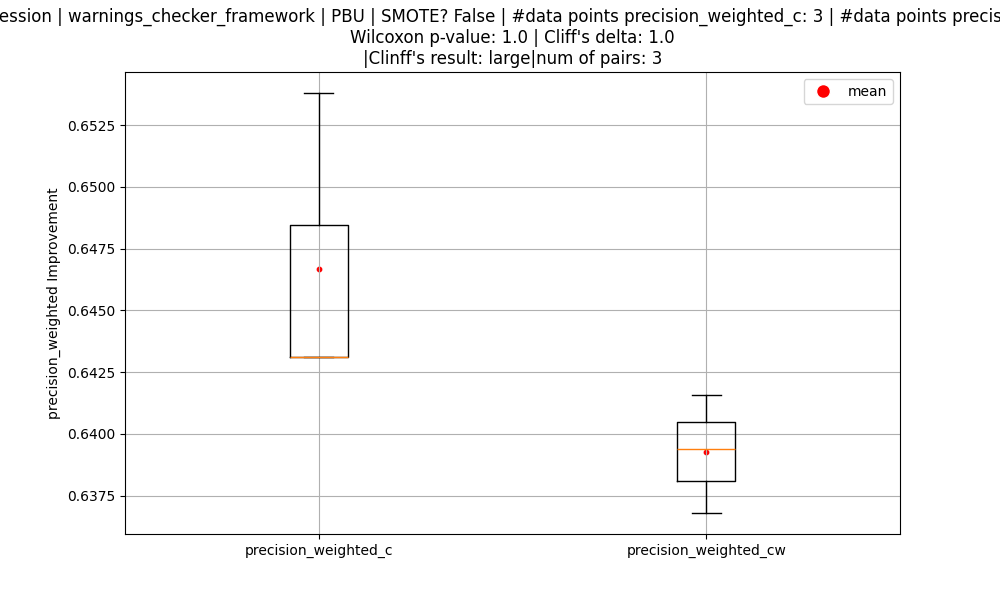 ession | warnings_checker_framework | PBU | SMOTE? False | #data points precision_weighted_c: 3 | #data points precis
Wilcoxon p-value: 1.0 | Cliff's delta: 1.0
|Clinff's result: large|num of pairs: 3
mean
0.6525
0.6500
0.6475
0.6450
0.6425
0.6400
0.6375
precision_weighted Improvement
precision_weighted_c
precision_weighted_cw